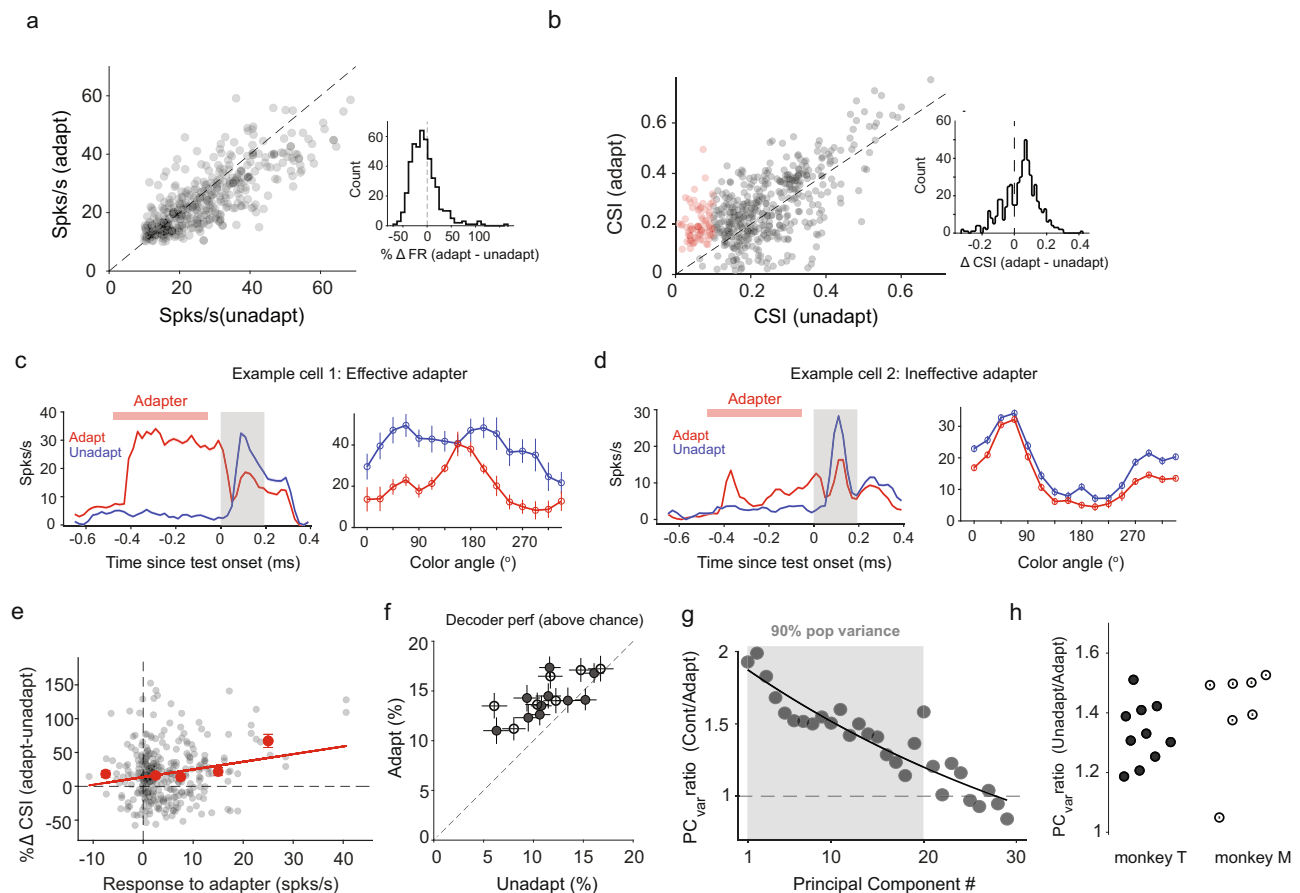 a
Spks/s (adapt)
60
40
20
0
0 20 40 60
Spks/s(unadapt)
Count
60
40
20
0
-50 0 50 100
% Δ FR (adapt - unadapt)
b
CSI (adapt)
0.6
0.4
0.2
0
0 0.2 0.4 0.6
CSI (unadapt)
Count
60
40
20
0
-0.2 0 0.2 0.4
Δ CSI (adapt - unadapt)
c
Example cell 1: Effective adapter
Adapter
Adapt
Unadapt
Spks/s
40
30
20
10
0
-0.6 -0.4 -0.2 0 0.2 0.4
Time since test onset (ms)
40
20
0
0 90 180 270
Color angle (°)
d
Example cell 2: Ineffective adapter
Adapter
Adapt
Unadapt
Spks/s
30
20
10
0
-0.6 -0.4 -0.2 0 0.2 0.4
Time since test onset (ms)
30
20
10
0
0 90 180 270
Color angle (°)
e
%Δ CSI (adapt-unadapt)
150
100
50
0
-50
-10 0 10 20 30 40
Response to adapter (spks/s)
f
Decoder perf (above chance)
Adapt (%)
20
15
10
5
0
0 5 10 15 20
Unadapt (%)
g
90% pop variance
PCvar ratio (Cont/Adapt)
2
1.5
1
1 10 20 30
Principal Component #
h
PCvar ratio (Unadapt/Adapt)
1.6
1.4
1.2
1
monkey T monkey M